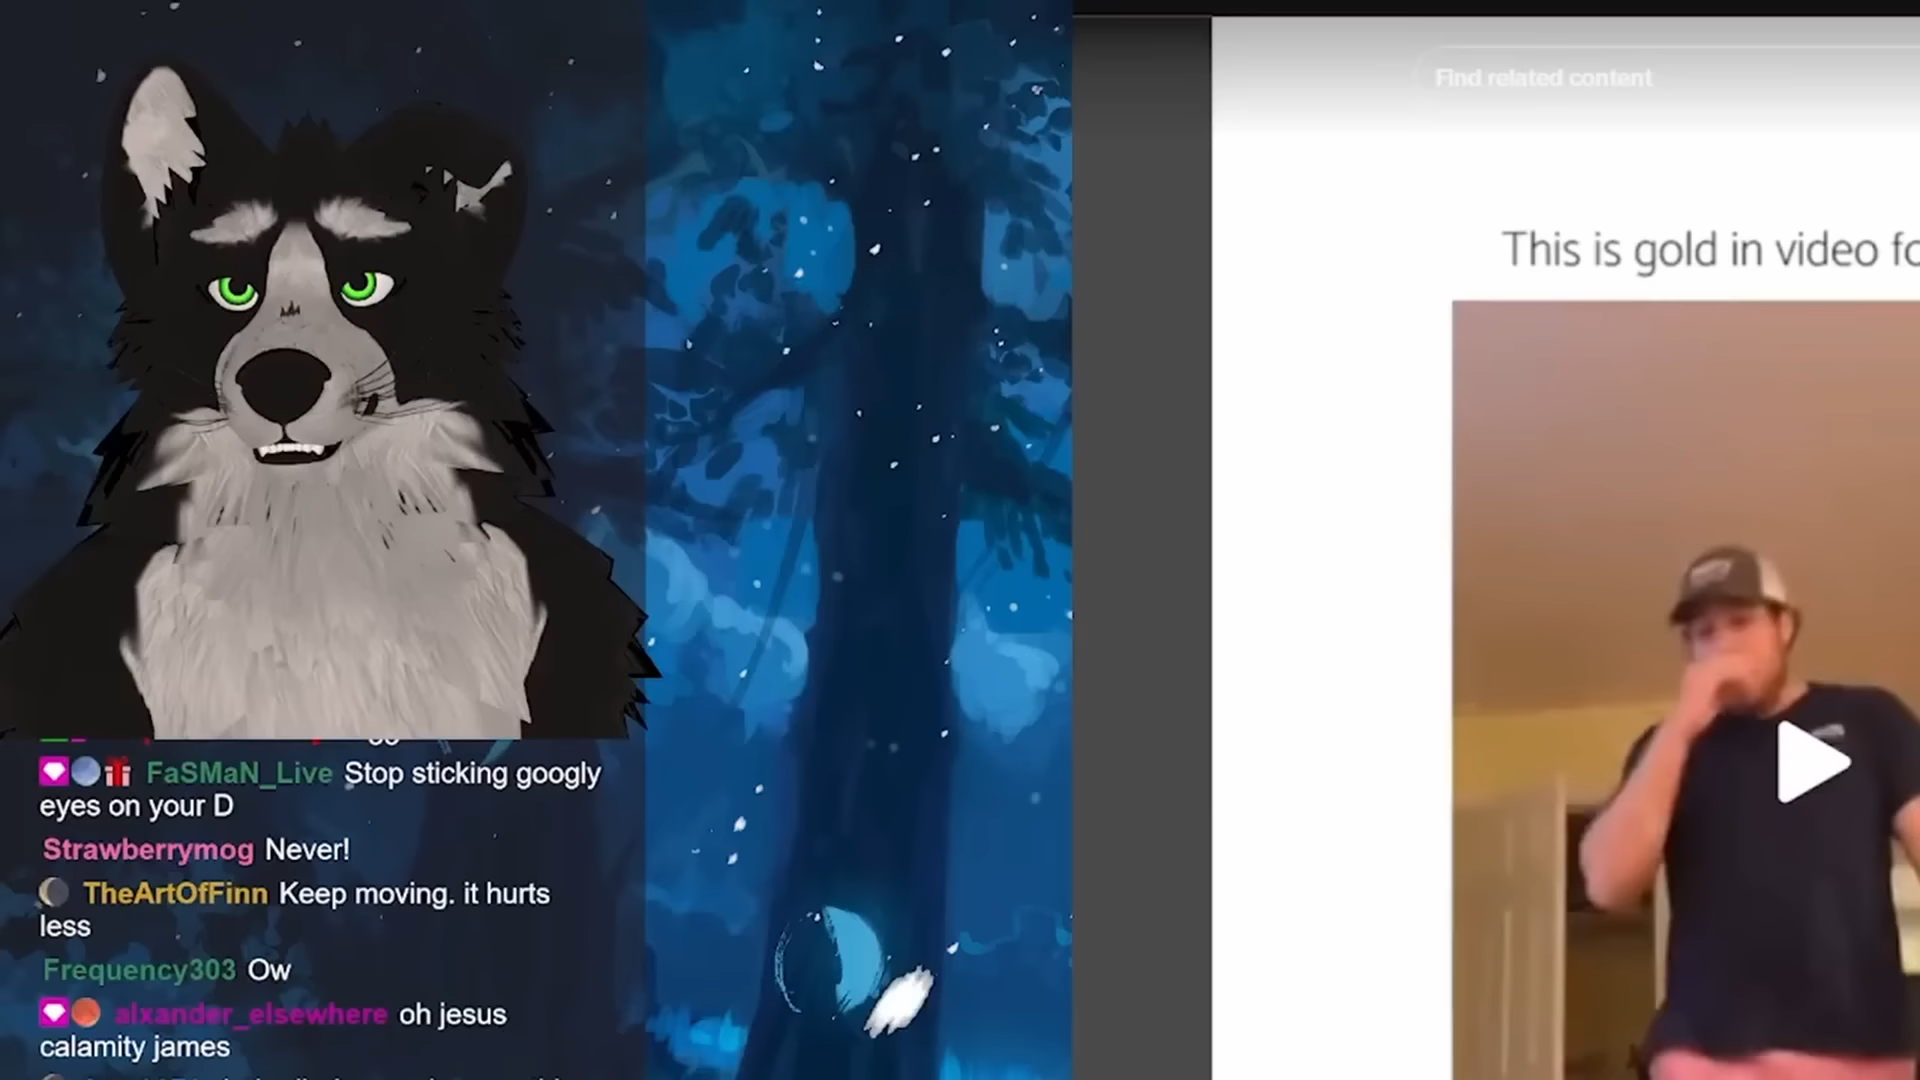 Find related content
This is gold in video fo
FaSMaN_Live Stop sticking googly
eyes on your D
Strawberrymog Never!
TheArtOfFinn Keep moving. it hurts
less
Frequency303 Ow
alxander_elsewhere oh jesus
calamity james